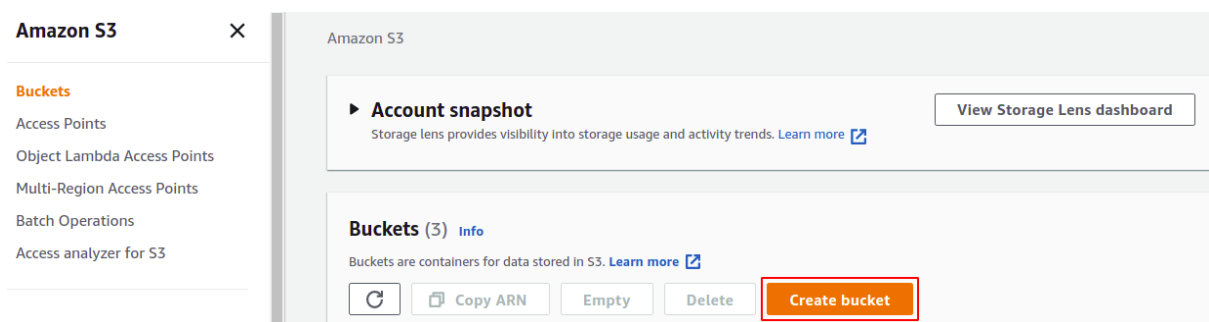 Amazon S3
Buckets
Access Points
Object Lambda Access Points
Multi-Region Access Points
Batch Operations
Access analyzer for S3
Amazon S3
Account snapshot
View Storage Lens dashboard
Storage lens provides visibility into storage usage and activity trends. Learn more
Buckets (3) Info
Buckets are containers for data stored in S3. Learn more
Copy ARN Empty Delete Create bucket